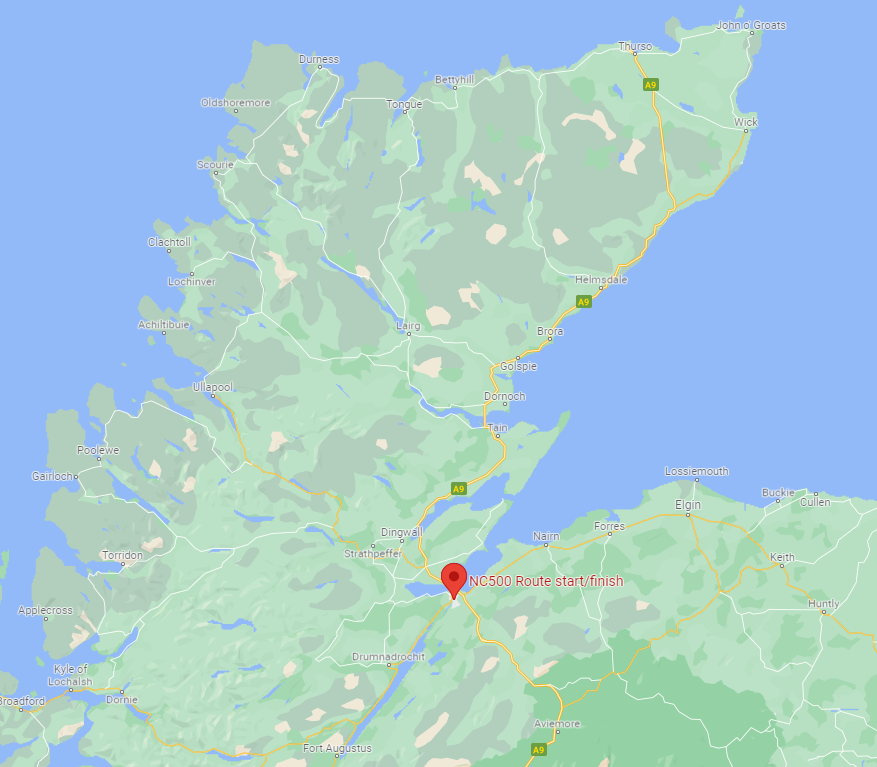 John o' Groats
Thurso
Durness
Bettyhill
A9
Oldshoremore
Tongue
Wick
Scourie
Clachtoll
Lochinver
Helmsdale
A9
Achiltibuie
Lairg
Brora
Golspie
Ullapool
Dornoch
Tain
Poolewe
Gairloch
Lossiemouth
A9
Buckie
Cullen
Elgin
Dingwall
Nairn
Forres
Strathpeffer
Torridon
Keith
NC500 Route start/finish
Applecross
Huntly
Drumnadrochit
Kyle of
Lochalsh
Broadford
Dornie
Aviemore
Fort Augustus
A9